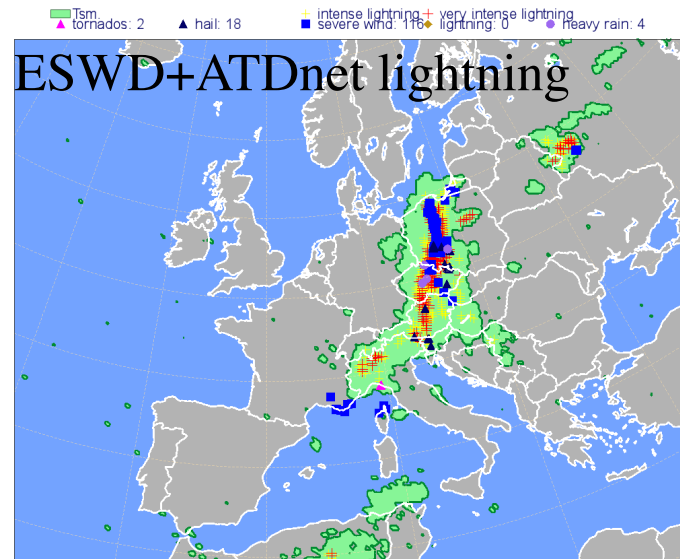 Tsm. intense lightning very intense lightning
tornados: 2 hail: 18 severe wind: 116 lightning: 0 heavy rain: 4
ESWD+ATDnet lightning